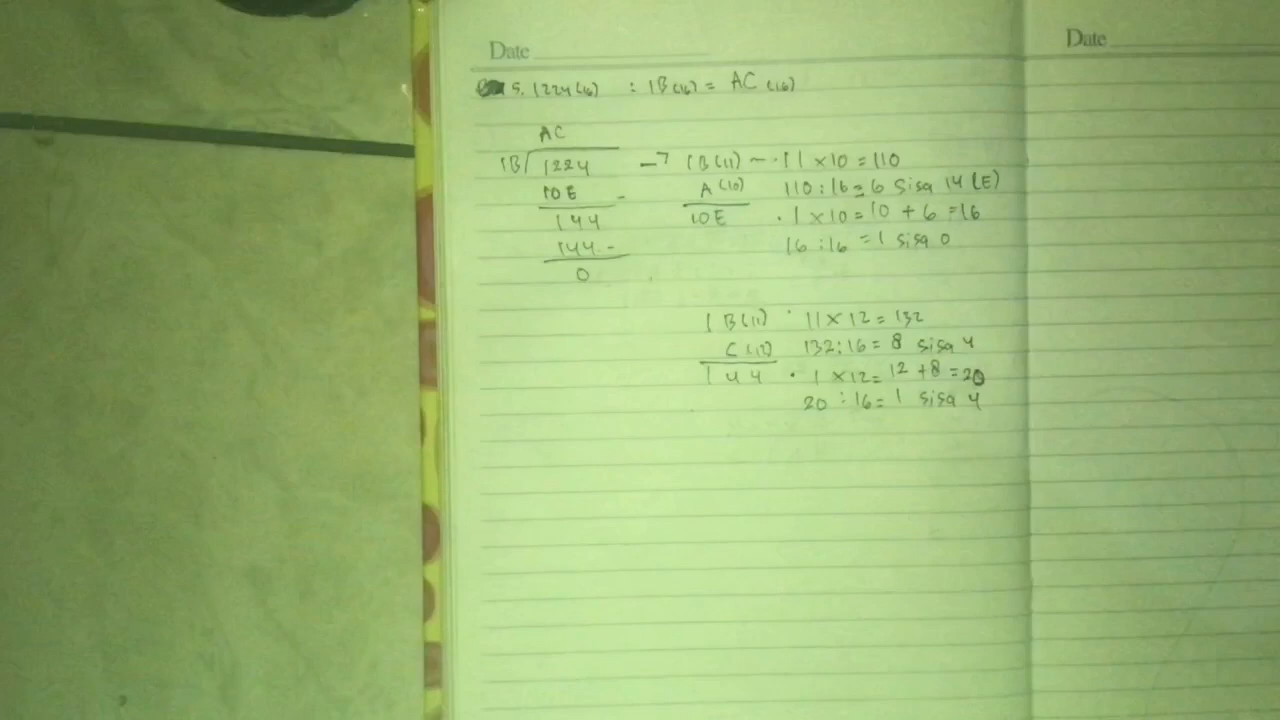 Date
Date
5. 1224(16) : 1B(16) = AC (16)
AC
1B 1224 → 1B(11) ~ · 11 x 10 = 110
10E - A(10) 110 : 16 = 6 sisa 14 (E)
144 10E · 1 x 10 = 10 + 6 = 16
144 - 16 : 16 = 1 sisa 0
0
1B(11) · 11 x 12 = 132
C(12) 132 : 16 = 8 sisa 4
144 · 1 x 12 = 12 + 8 = 20
20 : 16 = 1 sisa 4